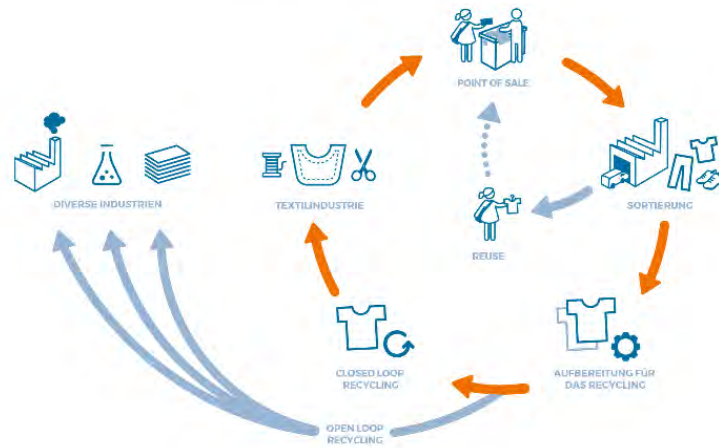 POINT OF SALE
DIVERSE INDUSTRIEN
TEXTILINDUSTRIE
SORTIERUNG
REUSE
CLOSED LOOP
RECYCLING
AUFBEREITUNG FÜR
DAS RECYCLING
OPEN LOOP
RECYCLING